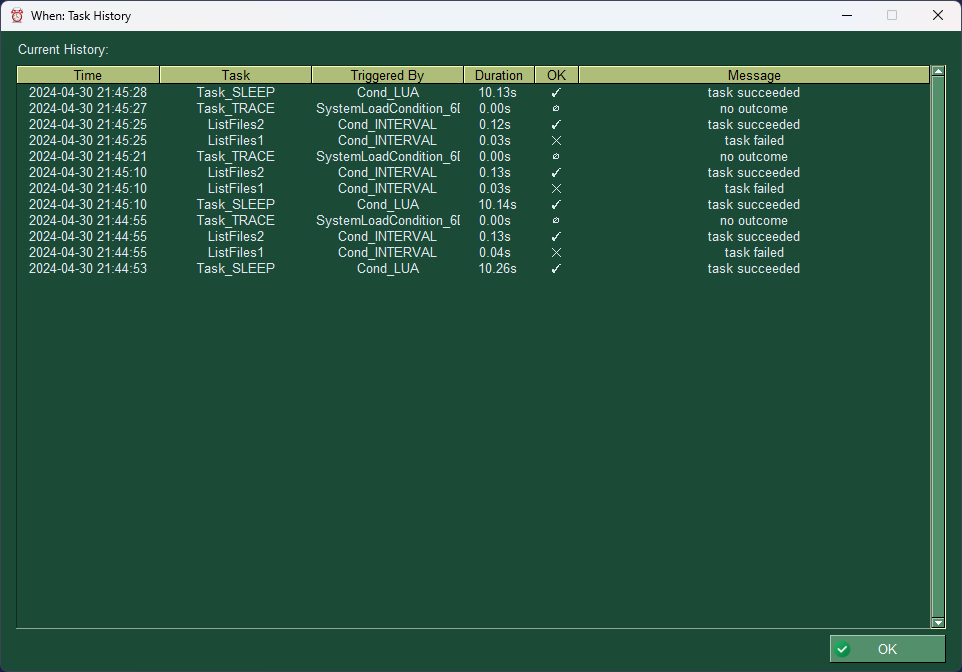 When: Task History
Current History:
Time Task Triggered By Duration OK Message
2024-04-30 21:45:28 Task_SLEEP Cond_LUA 10.13s ✓ task succeeded
2024-04-30 21:45:27 Task_TRACE SystemLoadCondition_6 0.00s ∅ no outcome
2024-04-30 21:45:25 ListFiles2 Cond_INTERVAL 0.12s ✓ task succeeded
2024-04-30 21:45:25 ListFiles1 Cond_INTERVAL 0.03s ✕ task failed
2024-04-30 21:45:21 Task_TRACE SystemLoadCondition_6 0.00s ∅ no outcome
2024-04-30 21:45:10 ListFiles2 Cond_INTERVAL 0.13s ✓ task succeeded
2024-04-30 21:45:10 ListFiles1 Cond_INTERVAL 0.03s ✕ task failed
2024-04-30 21:45:10 Task_SLEEP Cond_LUA 10.14s ✓ task succeeded
2024-04-30 21:44:55 Task_TRACE SystemLoadCondition_6 0.00s ∅ no outcome
2024-04-30 21:44:55 ListFiles2 Cond_INTERVAL 0.13s ✓ task succeeded
2024-04-30 21:44:55 ListFiles1 Cond_INTERVAL 0.04s ✕ task failed
2024-04-30 21:44:53 Task_SLEEP Cond_LUA 10.26s ✓ task succeeded
OK